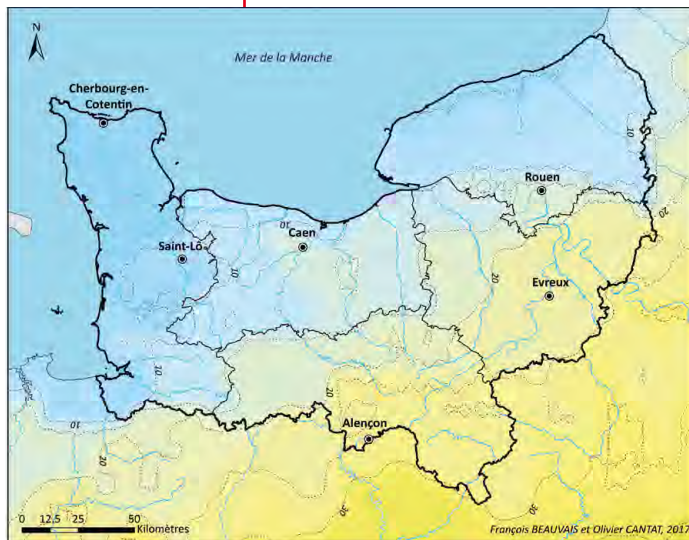 N
Mer de la Manche
Cherbourg-en-
Cotentin
10
Rouen
20
10
Caen
Saint-Lô
10
20
Evreux
10
20
10
Alençon
20
30
30
0 12,5 25 50
Kilomètres
François BEAUVAIS et Olivier CANTAT, 2017